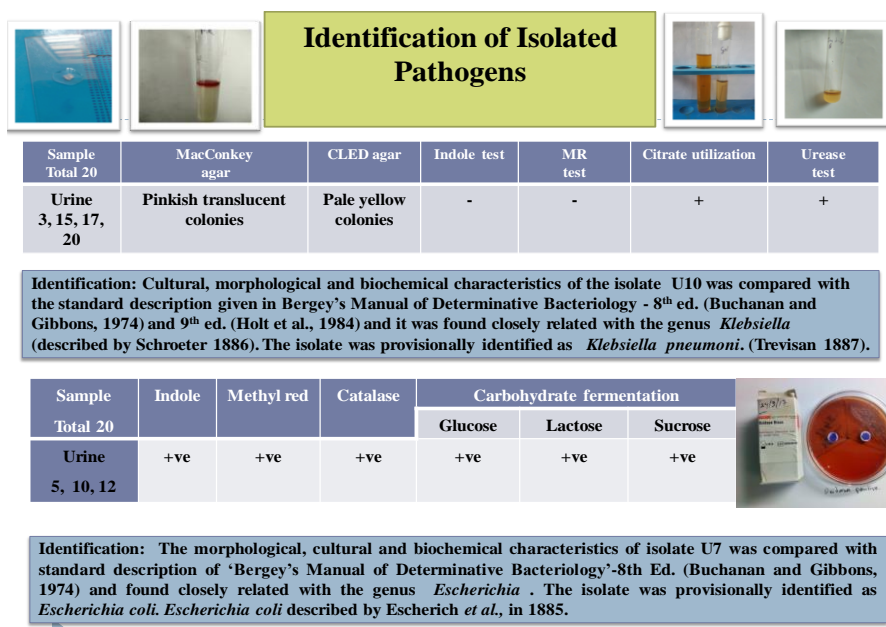 Identification of Isolated
Pathogens
Sample
Total 20
MacConkey
agar
CLED agar
Indole test
MR
test
Citrate utilization
Urease
test
Urine
3, 15, 17,
20
Pinkish translucent
colonies
Pale yellow
colonies
-
-
+
+
Identification: Cultural, morphological and biochemical characteristics of the isolate U10 was compared with
the standard description given in Bergey's Manual of Determinative Bacteriology - 8th ed. (Buchanan and
Gibbons, 1974) and 9th ed. (Holt et al., 1984) and it was found closely related with the genus Klebsiella
(described by Schroeter 1886). The isolate was provisionally identified as Klebsiella pneumoni. (Trevisan 1887).
Sample
Total 20
Indole
Methyl red
Catalase
Carbohydrate fermentation
Glucose
Lactose
Sucrose
Urine
5, 10, 12
+ve
+ve
+ve
+ve
+ve
+ve
Identification: The morphological, cultural and biochemical characteristics of isolate U7 was compared with
standard description of 'Bergey's Manual of Determinative Bacteriology'-8th Ed. (Buchanan and Gibbons,
1974) and found closely related with the genus Escherichia . The isolate was provisionally identified as
Escherichia coli. Escherichia coli described by Escherich et al., in 1885.